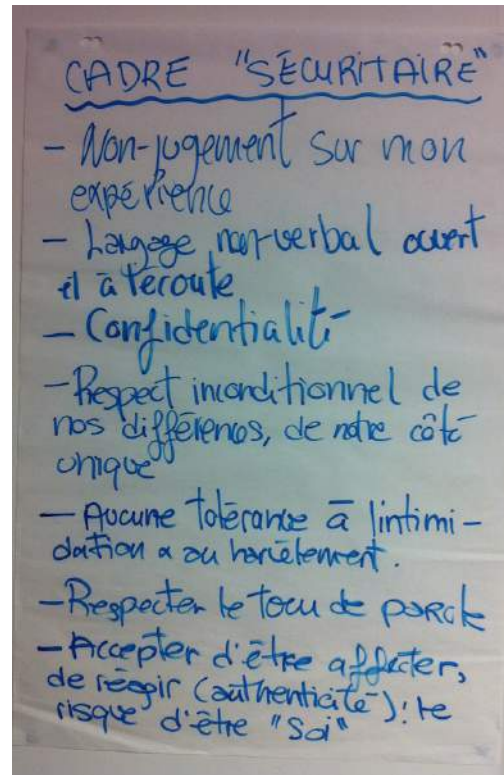 CADRE "SÉCURITAIRE"
- Non-jugement sur mon
expérience
- Langage non-verbal ouvert
et à l'écoute
- Confidentialité
- Respect inconditionnel de
nos différences, de notre côté
unique
- Aucune tolérance à l'intimi-
dation ou harcèlement.
- Respecter le tour de parole
- Accepter d'être affecter,
de réagir (authenticité): le
risque d'être "Soi"